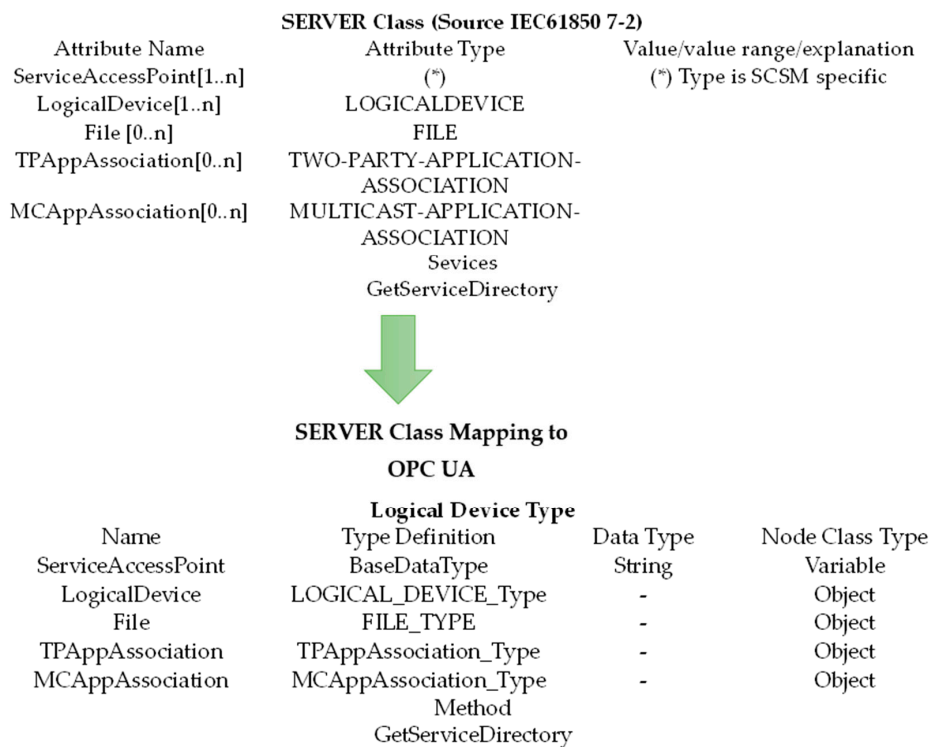 SERVER Class (Source IEC61850 7-2)
Attribute Name Attribute Type Value/value range/explanation
ServiceAccessPoint[1..n] (*) (*) Type is SCSM specific
LogicalDevice[1..n] LOGICALDEVICE
File [0..n] FILE
TPAppAssociation[0..n] TWO-PARTY-APPLICATION-
ASSOCIATION
MCAppAssociation[0..n] MULTICAST-APPLICATION-
ASSOCIATION
Sevices
GetServiceDirectory
SERVER Class Mapping to
OPC UA
Logical Device Type
Name Type Definition Data Type Node Class Type
ServiceAccessPoint BaseDataType String Variable
LogicalDevice LOGICAL_DEVICE_Type - Object
File FILE_TYPE - Object
TPAppAssociation TPAppAssociation_Type - Object
MCAppAssociation MCAppAssociation_Type - Object
Method
GetServiceDirectory